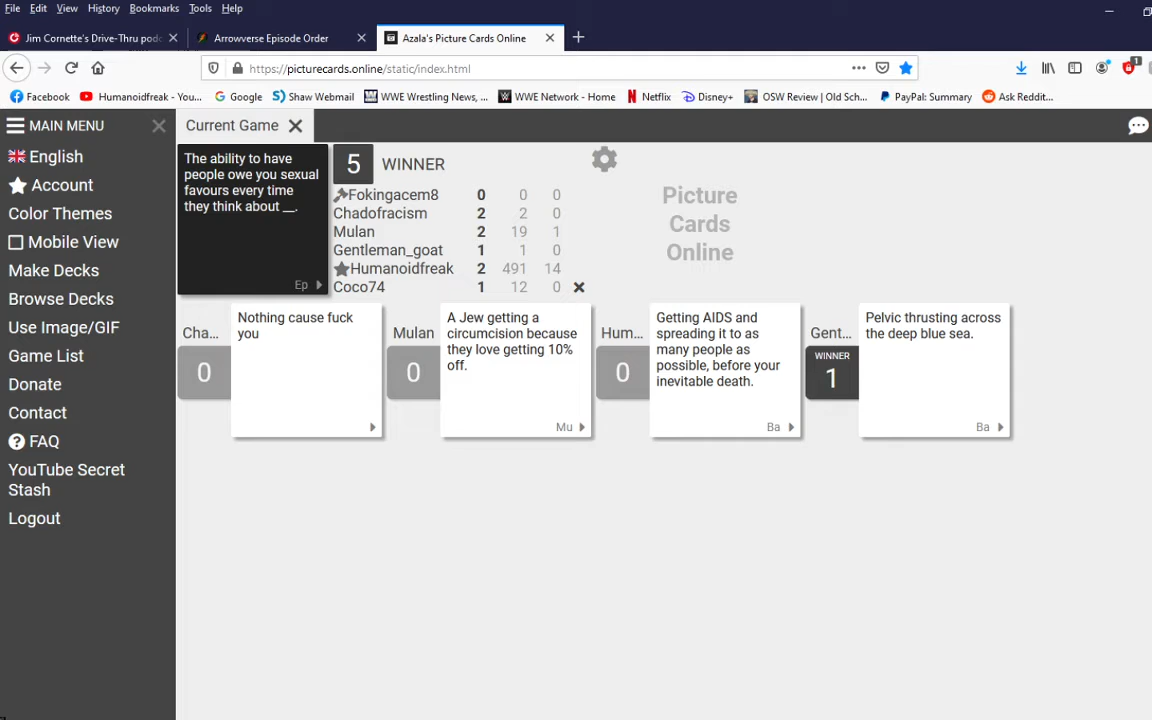 File Edit View History Bookmarks Tools Help
Jim Cornette's Drive-Thru pod
Arrowverse Episode Order
Azala's Picture Cards Online
https://picturecards.online/static/index.html
Facebook
Humanoidfreak - You...
Google
Shaw Webmail
WWE Wrestling News, ...
WWE Network - Home
Netflix
Disney+
OSW Review | Old Sch...
PayPal: Summary
Ask Reddit...
1
MAIN MENU
English
Account
Color Themes
Mobile View
Make Decks
Browse Decks
Use Image/GIF
Game List
Donate
Contact
FAQ
YouTube Secret
Stash
Logout
Current Game
The ability to have
people owe you sexual
favours every time
they think about __.
Ep
5 WINNER
Fokingacem8 0 0 0
Chadofracism 2 2 0
Mulan 2 19 1
Gentleman_goat 1 1 0
Humanoidfreak 2 491 14
Coco74 1 12 0
Picture
Cards
Online
Cha...
0
Nothing cause fuck
you
Mulan
0
A Jew getting a
circumcision because
they love getting 10%
off.
Mu
Hum...
0
Getting AIDS and
spreading it to as
many people as
possible, before your
inevitable death.
Ba
Gent...
WINNER
1
Pelvic thrusting across
the deep blue sea.
Ba